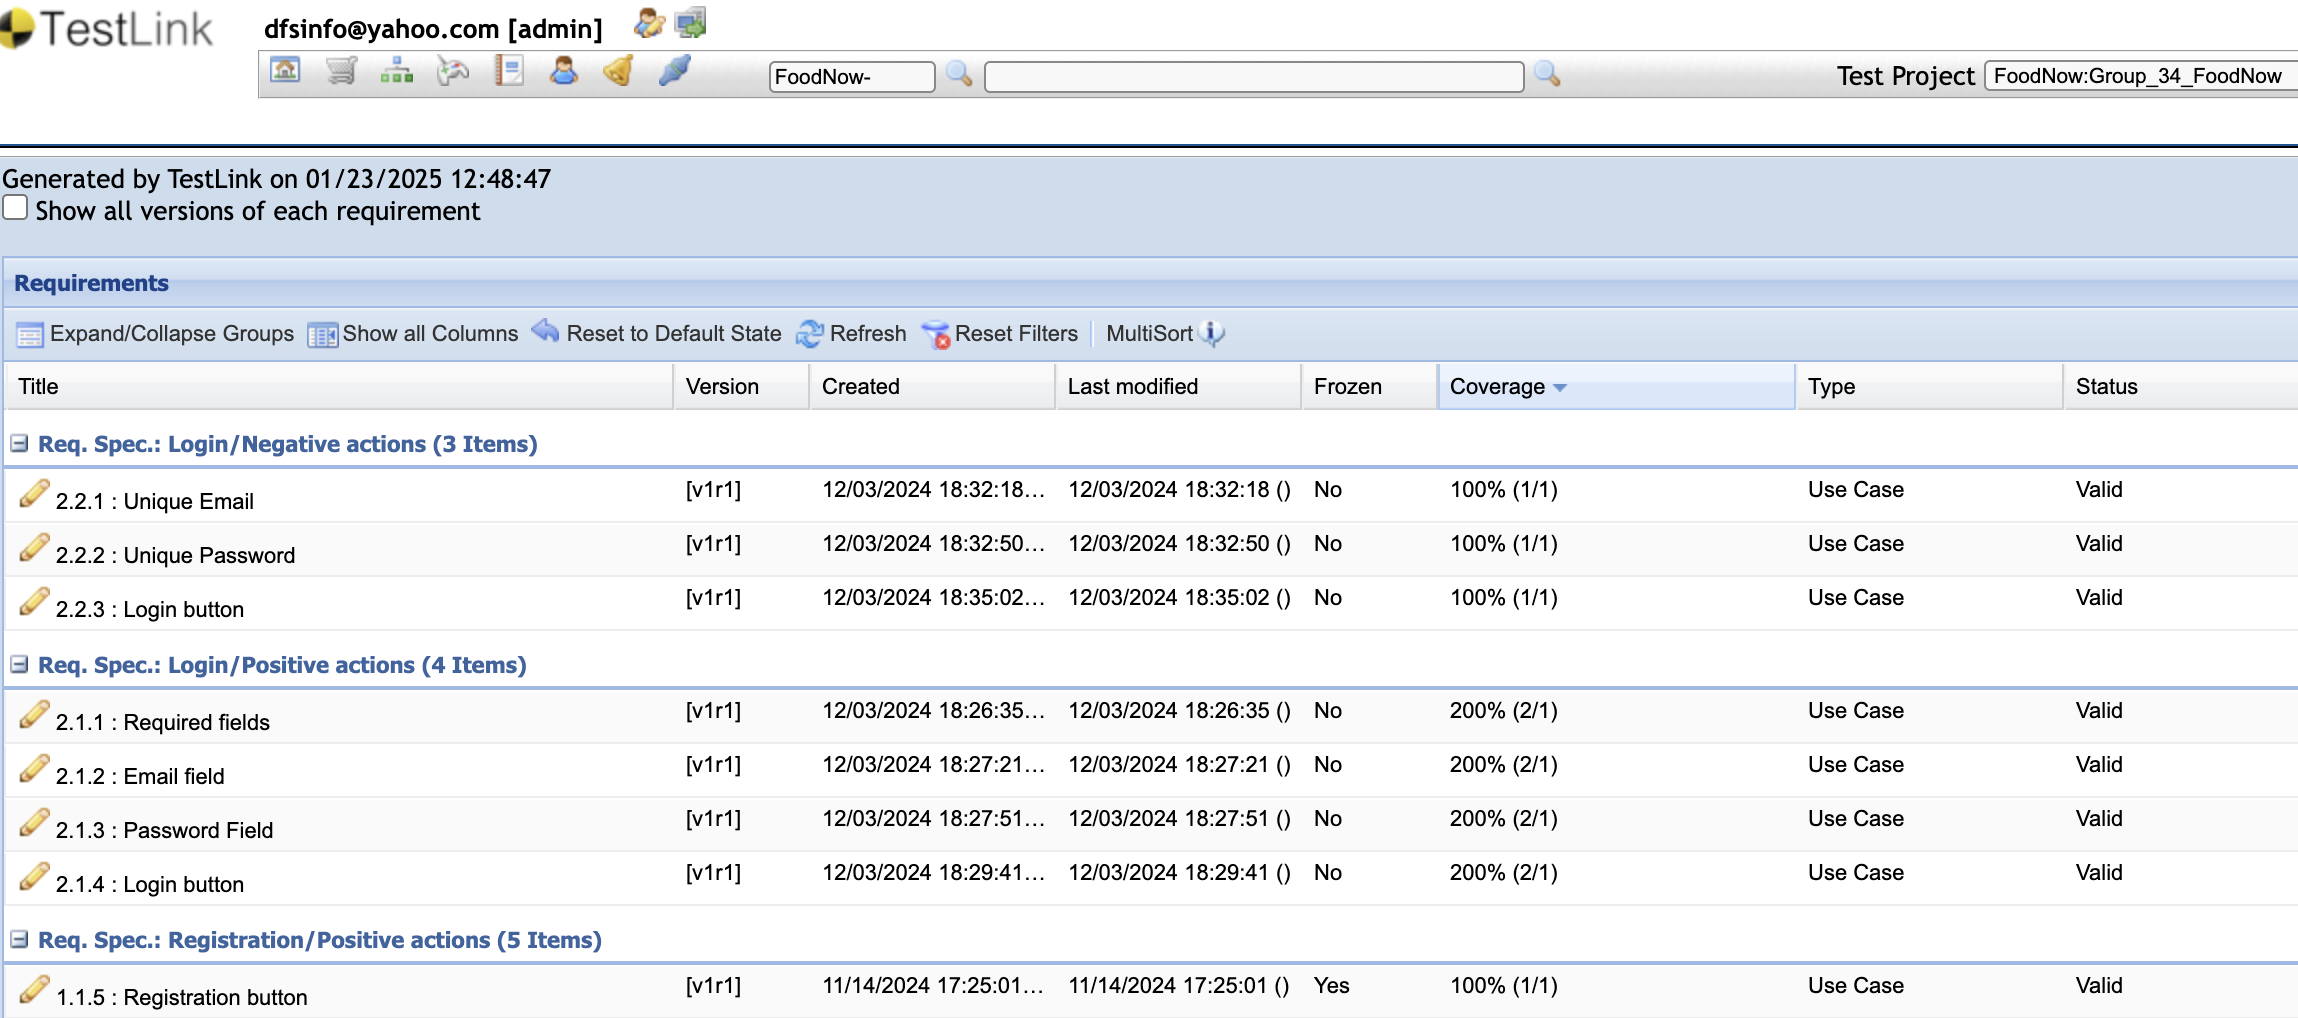 TestLink
dfsinfo@yahoo.com [admin]
FoodNow-
Test Project FoodNow:Group_34_FoodNow
Generated by TestLink on 01/23/2025 12:48:47
Show all versions of each requirement
Requirements
Expand/Collapse Groups Show all Columns Reset to Default State Refresh Reset Filters MultiSort
Title Version Created Last modified Frozen Coverage Type Status
Req. Spec.: Login/Negative actions (3 Items)
2.2.1 : Unique Email [v1r1] 12/03/2024 18:32:18... 12/03/2024 18:32:18 () No 100% (1/1) Use Case Valid
2.2.2 : Unique Password [v1r1] 12/03/2024 18:32:50... 12/03/2024 18:32:50 () No 100% (1/1) Use Case Valid
2.2.3 : Login button [v1r1] 12/03/2024 18:35:02... 12/03/2024 18:35:02 () No 100% (1/1) Use Case Valid
Req. Spec.: Login/Positive actions (4 Items)
2.1.1 : Required fields [v1r1] 12/03/2024 18:26:35... 12/03/2024 18:26:35 () No 200% (2/1) Use Case Valid
2.1.2 : Email field [v1r1] 12/03/2024 18:27:21... 12/03/2024 18:27:21 () No 200% (2/1) Use Case Valid
2.1.3 : Password Field [v1r1] 12/03/2024 18:27:51... 12/03/2024 18:27:51 () No 200% (2/1) Use Case Valid
2.1.4 : Login button [v1r1] 12/03/2024 18:29:41... 12/03/2024 18:29:41 () No 200% (2/1) Use Case Valid
Req. Spec.: Registration/Positive actions (5 Items)
1.1.5 : Registration button [v1r1] 11/14/2024 17:25:01... 11/14/2024 17:25:01 () Yes 100% (1/1) Use Case Valid